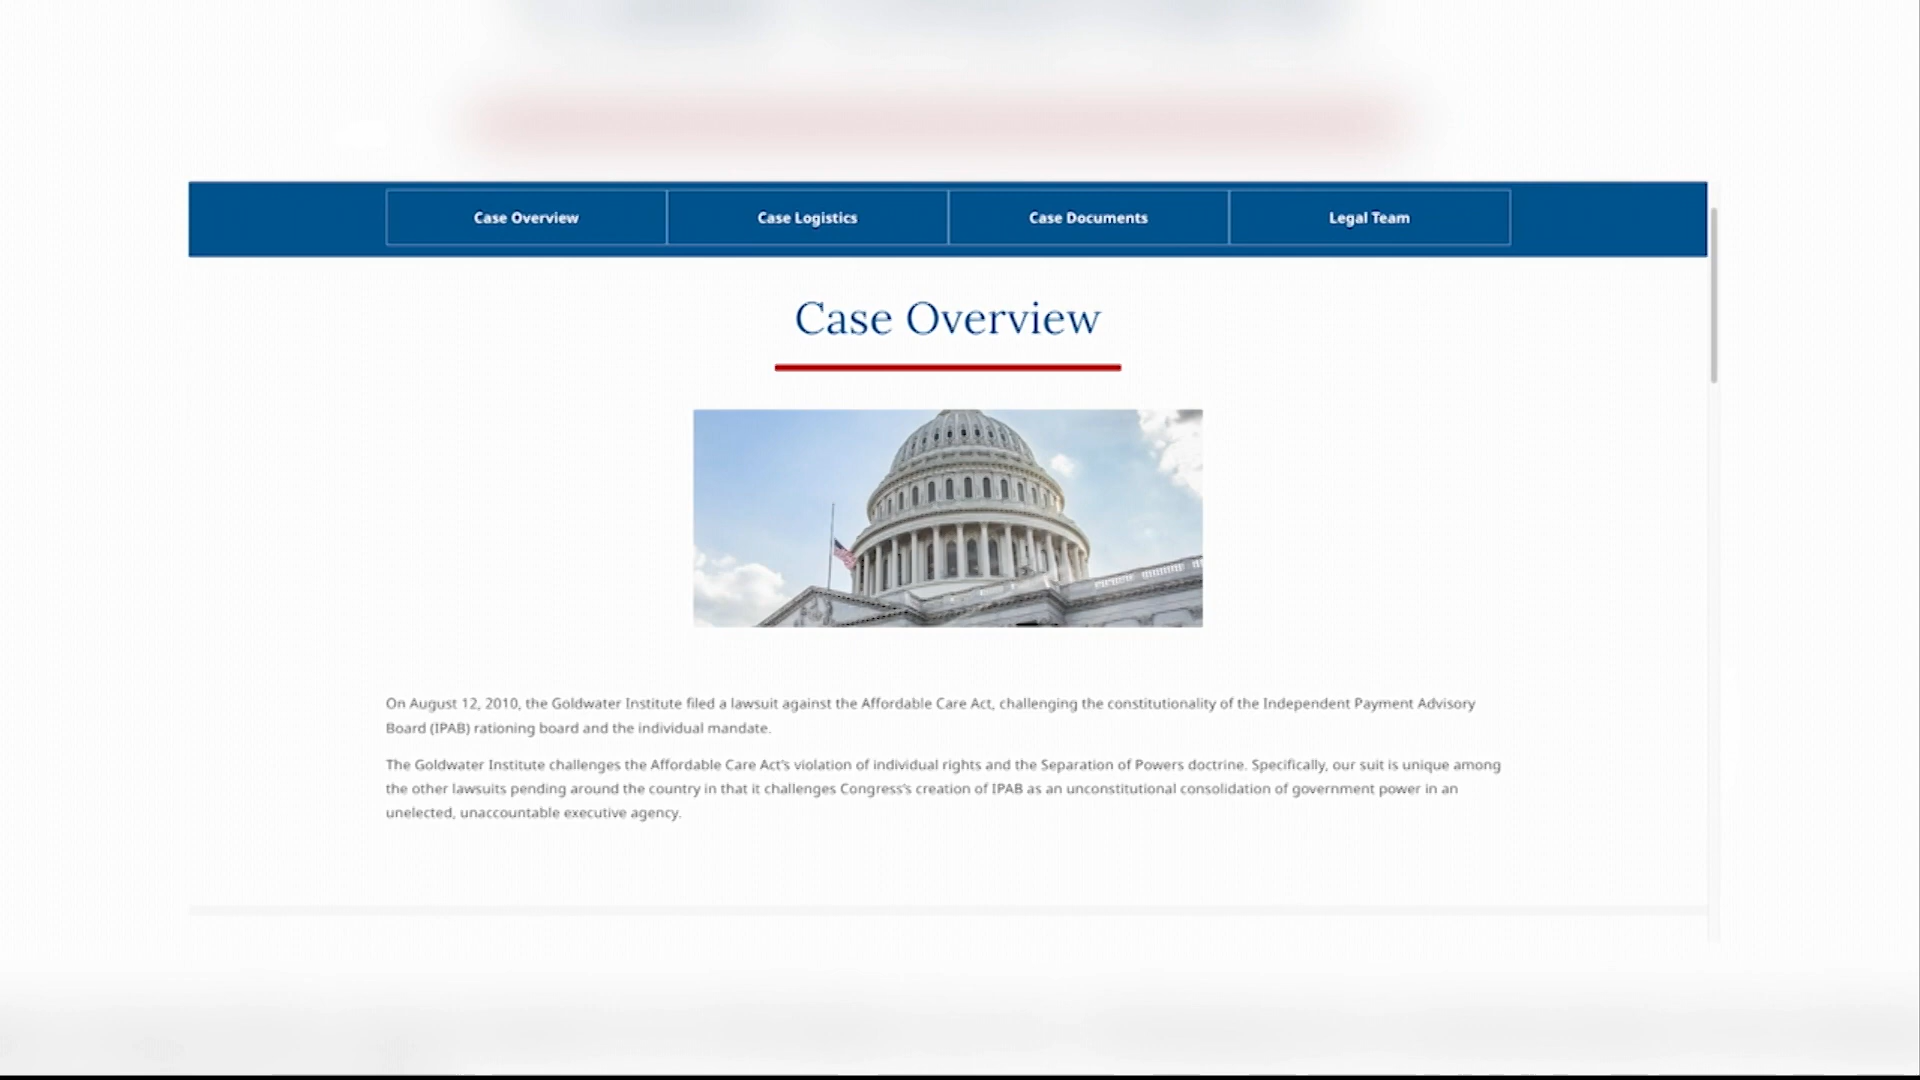 Case Overview
Case Logistics
Case Documents
Legal Team
Case Overview
On August 12, 2010, the Goldwater Institute filed a lawsuit against the Affordable Care Act, challenging the constitutionality of the Independent Payment Advisory
Board (IPAB) rationing board and the individual mandate.
The Goldwater Institute challenges the Affordable Care Act's violation of individual rights and the Separation of Powers doctrine. Specifically, our suit is unique among
the other lawsuits pending around the country in that it challenges Congress's creation of IPAB as an unconstitutional consolidation of government power in an
unelected, unaccountable executive agency.